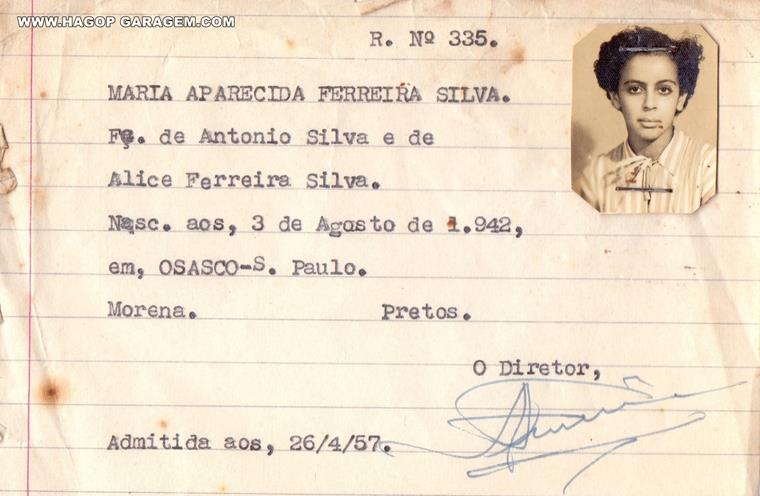 WWW.HAGOP GARAGEM.COM
R. Nº 335.
MARIA APARECIDA FERREIRA SILVA.
Fç. de Antonio Silva e de
Alice Ferreira Silva.
Nasc. aos, 3 de Agosto de 1.942,
em, OSASCO-S. Paulo.
Morena. Pretos.
O Diretor,
Admitida aos, 26/4/57.